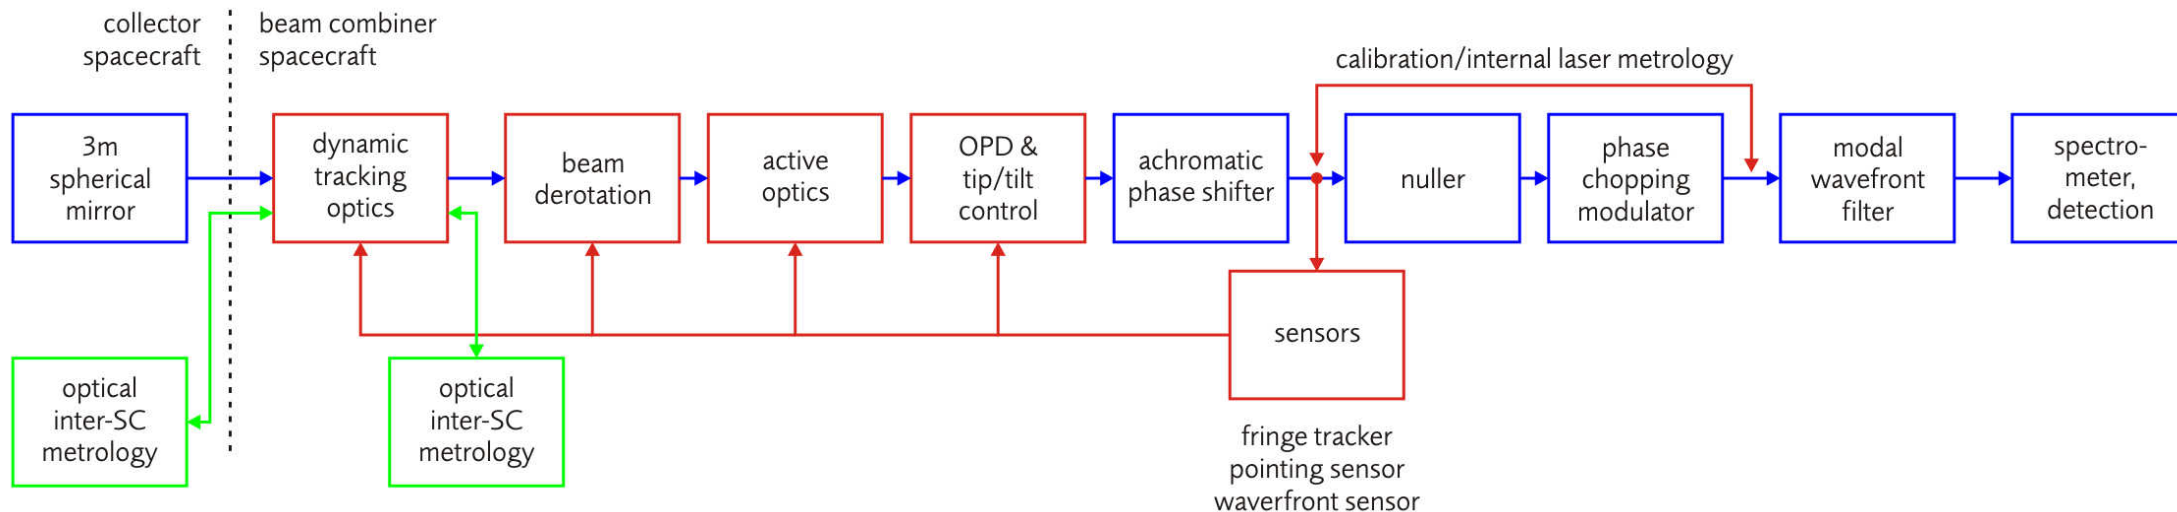 collector
spacecraft
beam combiner
spacecraft
calibration/internal laser metrology
3m
spherical
mirror
dynamic
tracking
optics
beam
derotation
active
optics
OPD &
tip/tilt
control
achromatic
phase shifter
nuller
phase
chopping
modulator
modal
wavefront
filter
spectro-
meter,
detection
sensors
optical
inter-SC
metrology
optical
inter-SC
metrology
fringe tracker
pointing sensor
waverfront sensor